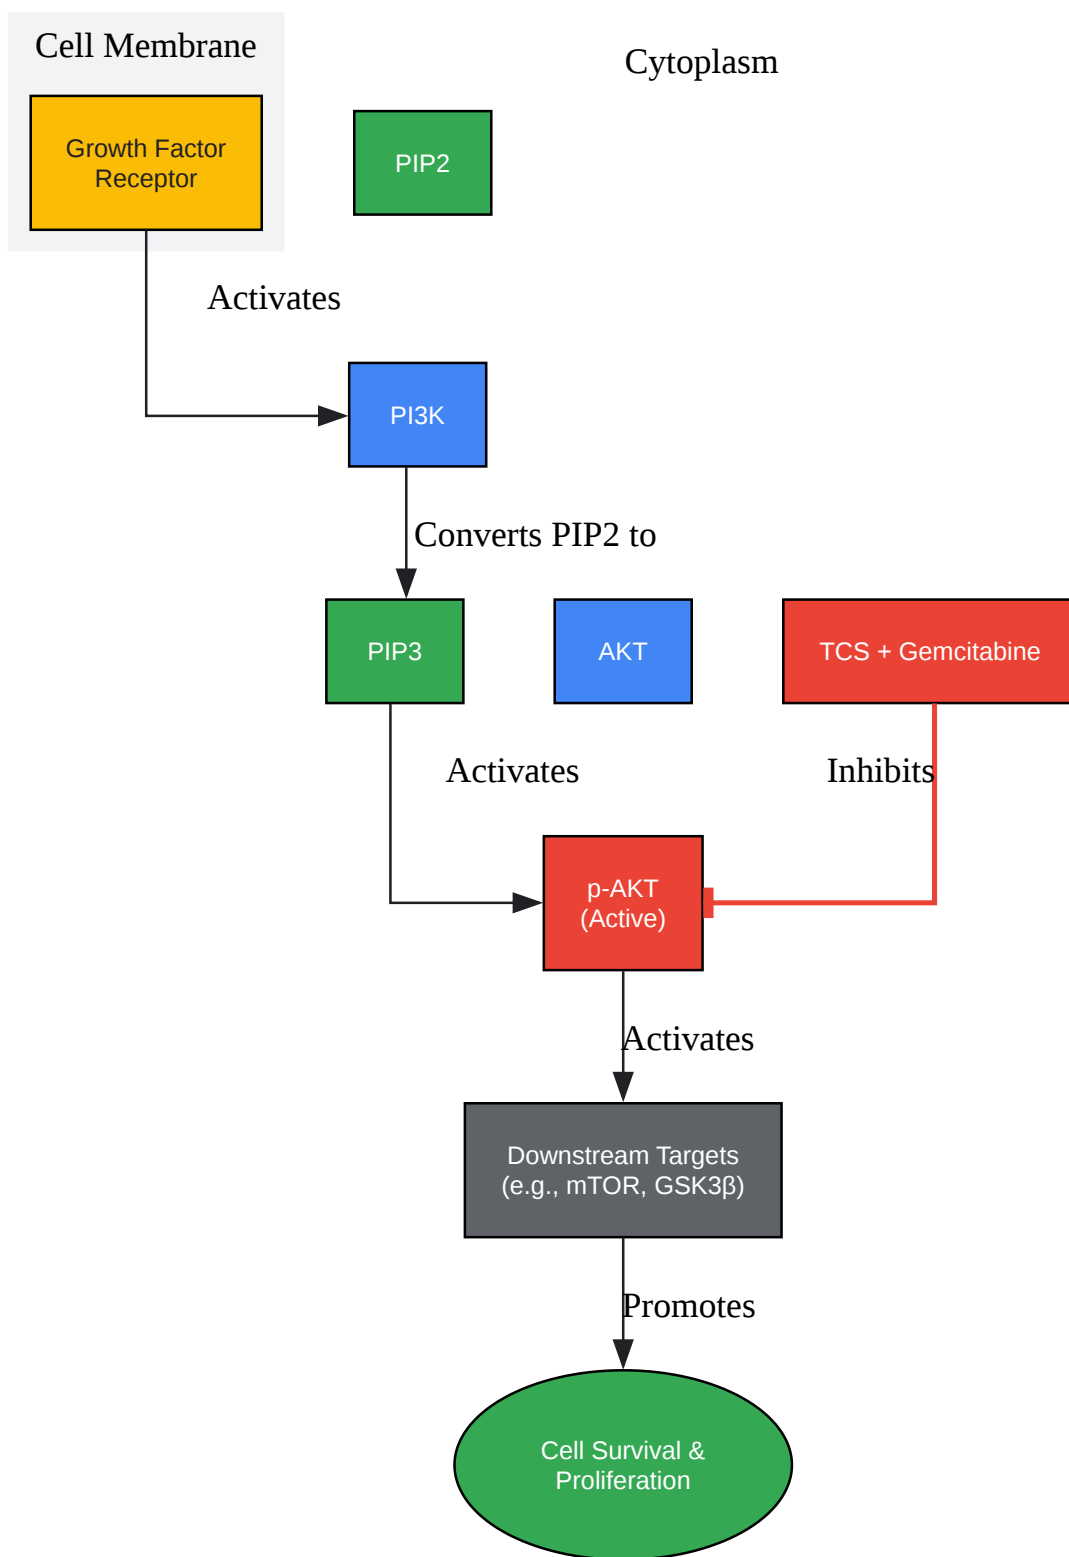 Cell Membrane
Cytoplasm
Growth Factor
Receptor
PIP2
Activates
PI3K
Converts PIP2 to
PIP3
AKT
TCS + Gemcitabine
Activates
Inhibits
p-AKT
(Active)
Activates
Downstream Targets
(e.g., mTOR, GSK3β)
Promotes
Cell Survival &
Proliferation